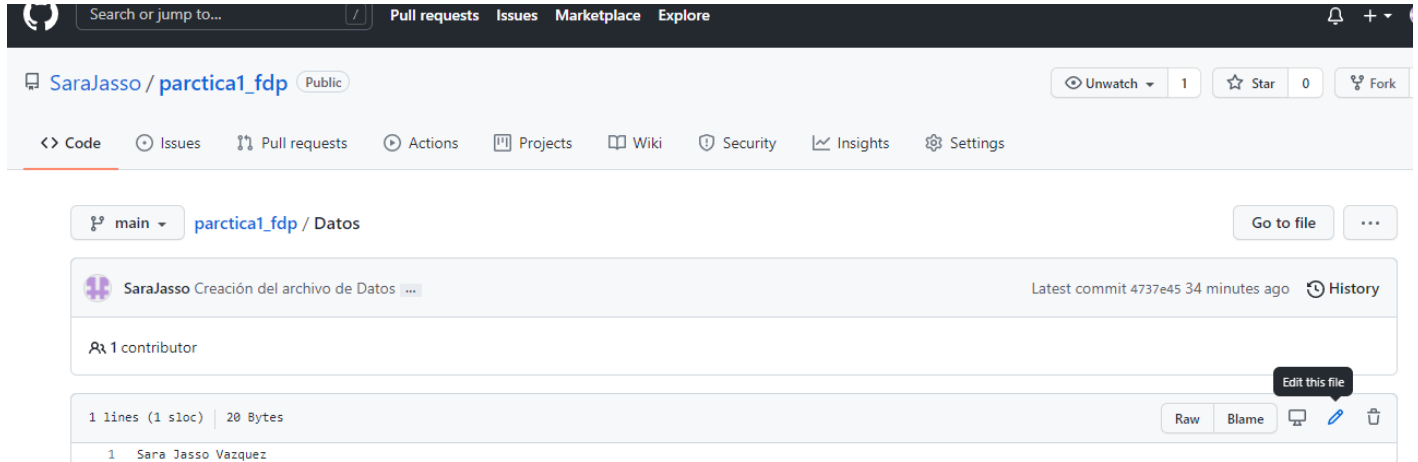 Search or jump to... / Pull requests Issues Marketplace Explore
SaraJasso / parctica1_fdp Public Unwatch 1 Star 0 Fork
<> Code Issues Pull requests Actions Projects Wiki Security Insights Settings
main parctica1_fdp / Datos Go to file ...
SaraJasso Creación del archivo de Datos ... Latest commit 4737e45 34 minutes ago History
1 contributor
Edit this file
1 lines (1 sloc) 20 Bytes Raw Blame
1 Sara Jasso Vazquez